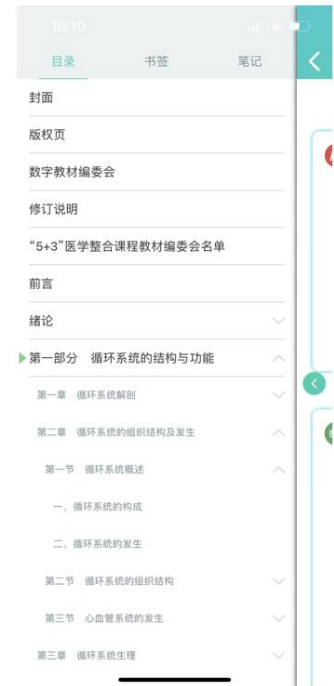 10:10
目录 书签 笔记
封面
版权页
数字教材编委会
修订说明
“5+3”医学整合课程教材编委会名单
前言
绪论
第一部分 循环系统的结构与功能
第一章 循环系统解剖
第二章 循环系统的组织结构及发生
第一节 循环系统概述
一、循环系统的构成
二、循环系统的发生
第二节 循环系统的组织结构
第三节 心血管系统的发生
第三章 循环系统生理